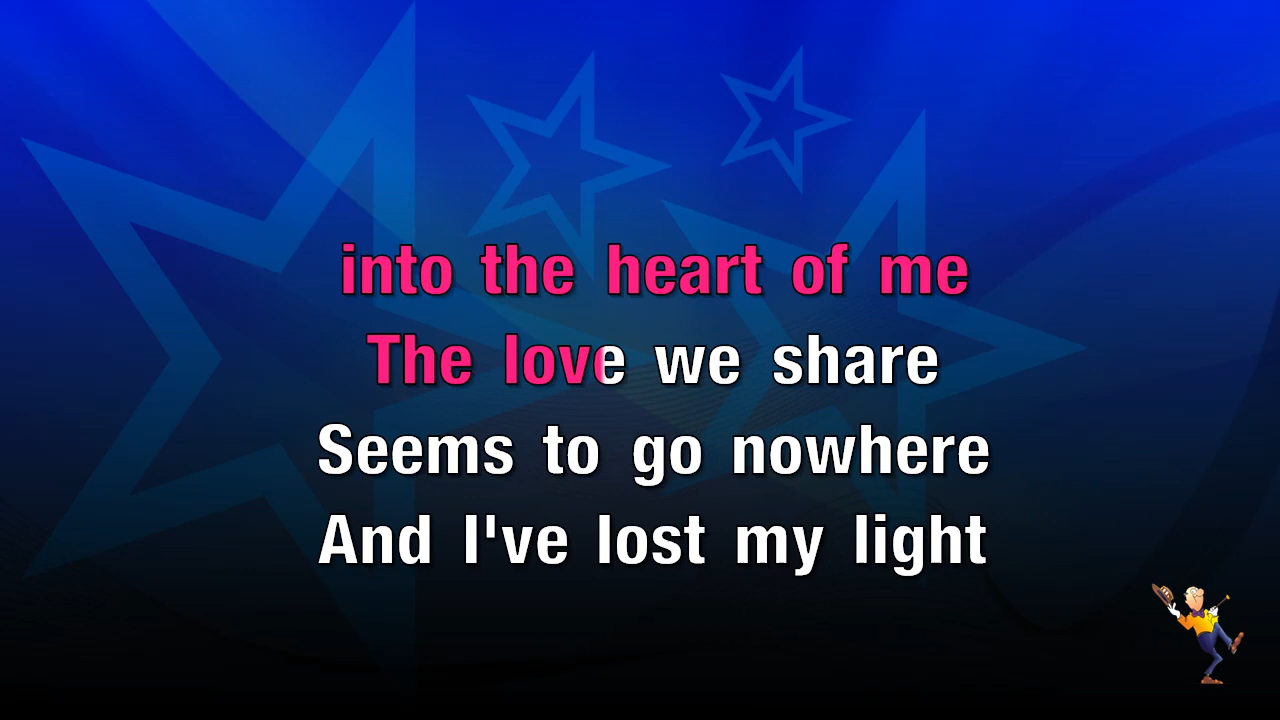 into the heart of me
The love we share
Seems to go nowhere
And I've lost my light